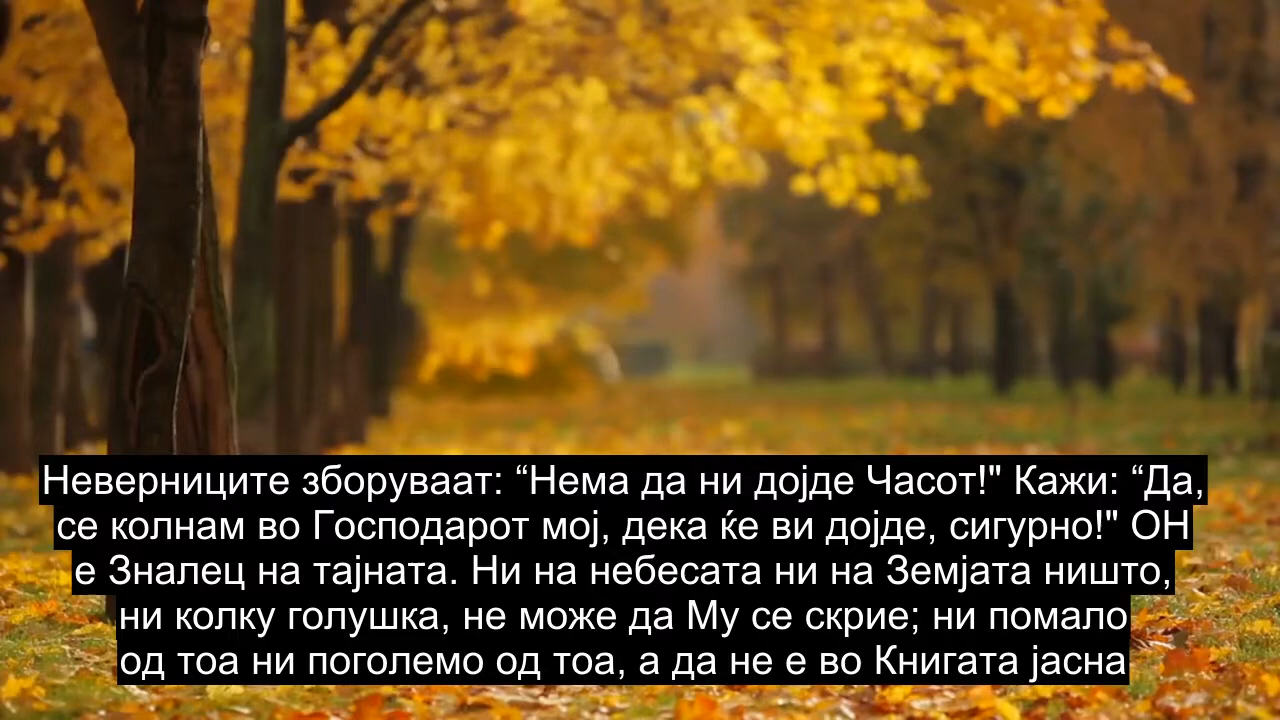 Неверниците зборуваат: “Нема да ни дојде Часот!" Кажи: “Да,
се колнам во Господарот мој, дека ќе ви дојде, сигурно!" ОН
е Зналец на тајната. Ни на небесата ни на Земјата ништо,
ни колку голушка, не може да Му се скрие; ни помало
од тоа ни поголемо од тоа, а да не е во Книгата јасна